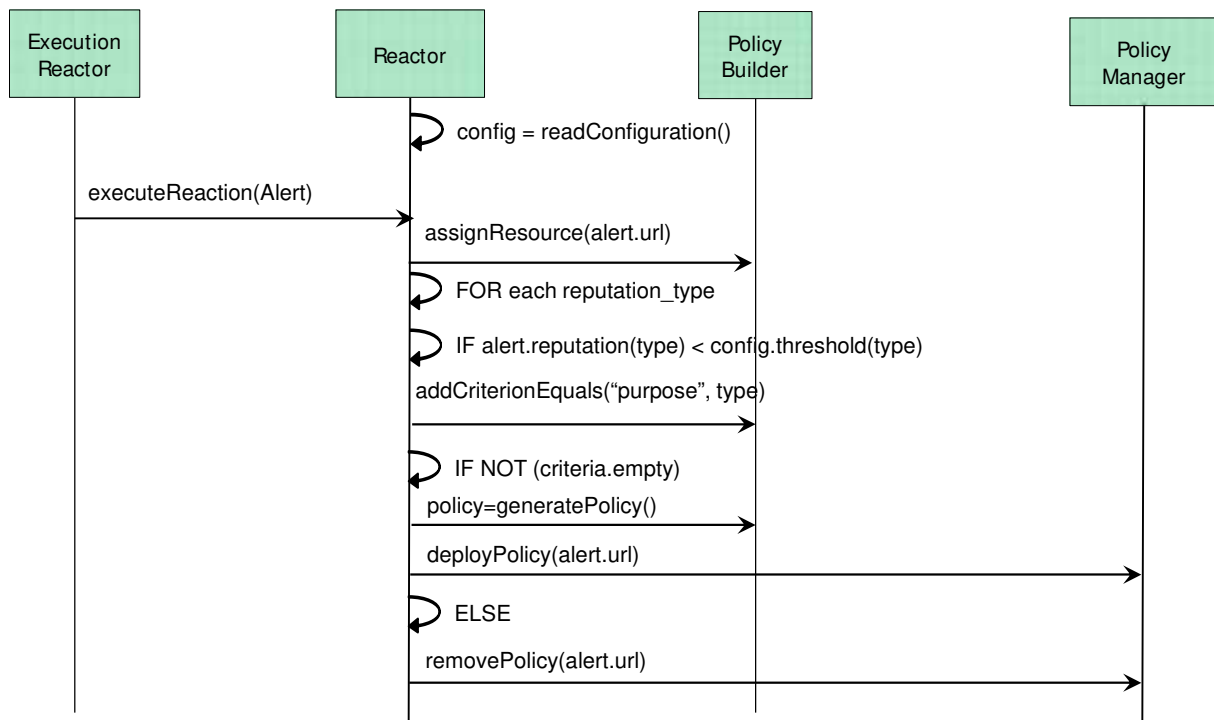 Execution
Reactor
Reactor
Policy
Builder
Policy
Manager
config = readConfiguration()
executeReaction(Alert)
assignResource(alert.url)
FOR each reputation_type
IF alert.reputation(type) < config.threshold(type)
addCriterionEquals(“purpose”, type)
IF NOT (criteria.empty)
policy=generatePolicy()
deployPolicy(alert.url)
ELSE
removePolicy(alert.url)